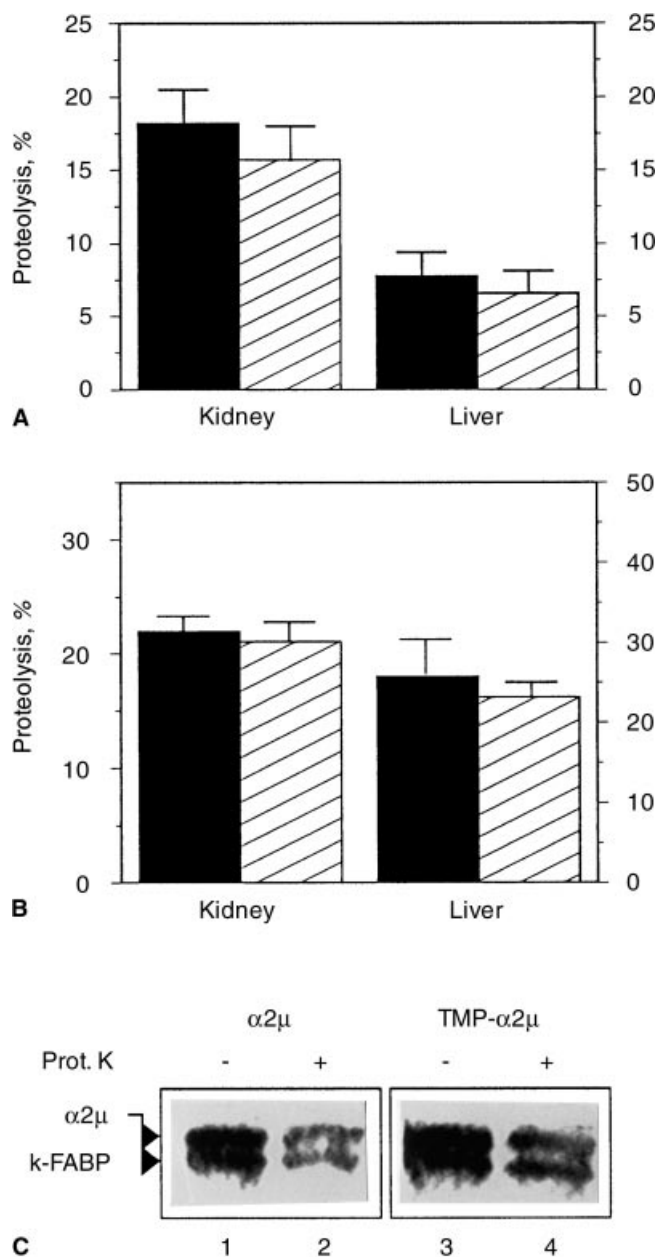 25 25
20 20
15 15
10 10
5 5
0 0
Proteolysis, %
Kidney Liver
A
50
30 40
30
20
20
10
10
0 0
Proteolysis, %
Kidney Liver
B
α2μ TMP-α2μ
Prot. K - + - +
α2μ
k-FABP
C 1 2 3 4